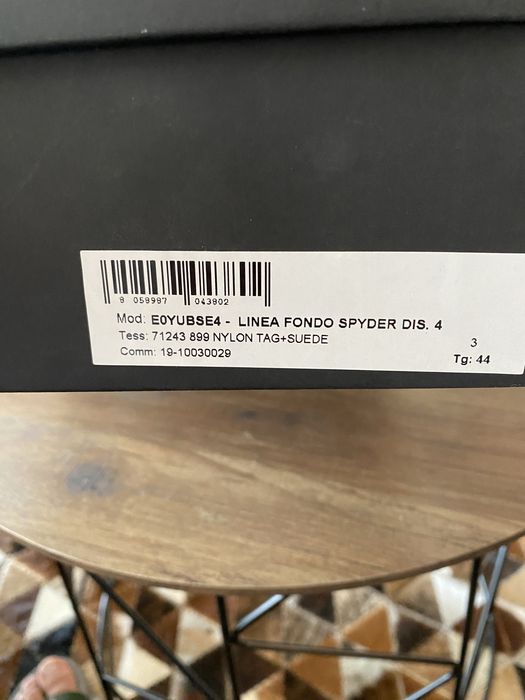 8 059987 043902
Mod: E0YUBSE4 - LINEA FONDO SPYDER DIS. 4
Tess: 71243 899 NYLON TAG+SUEDE
3
Comm: 19-10030029
Tg: 44